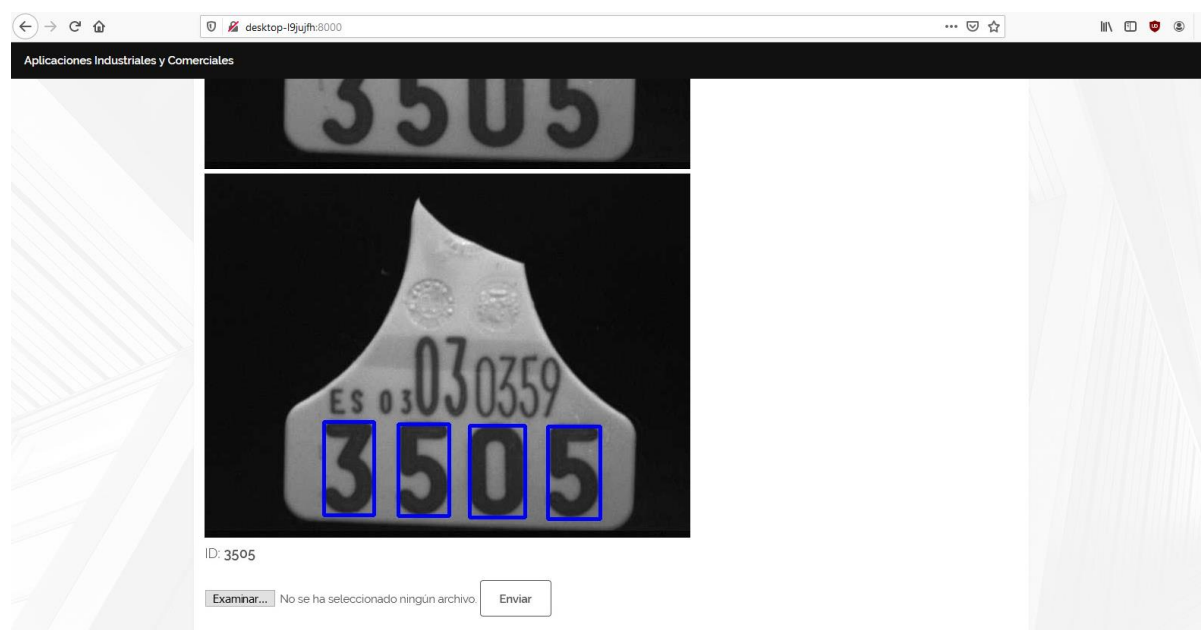 desktop-l9jujfh:8000
Aplicaciones Industriales y Comerciales
3505
ES 03 03 0359
3505
ID: 3505
Examinar... No se ha seleccionado ningún archivo. Enviar